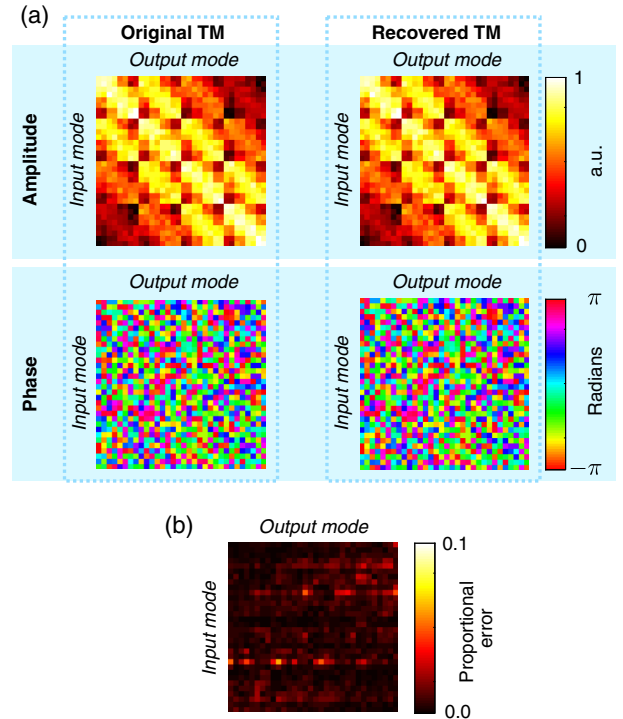 (a)
Original TM
Recovered TM
Output mode
Output mode
Amplitude
Input mode
Input mode
1
a.u.
0
Output mode
Output mode
Phase
Input mode
Input mode
π
Radians
−π
(b)
Output mode
Input mode
0.1
Proportional
error
0.0